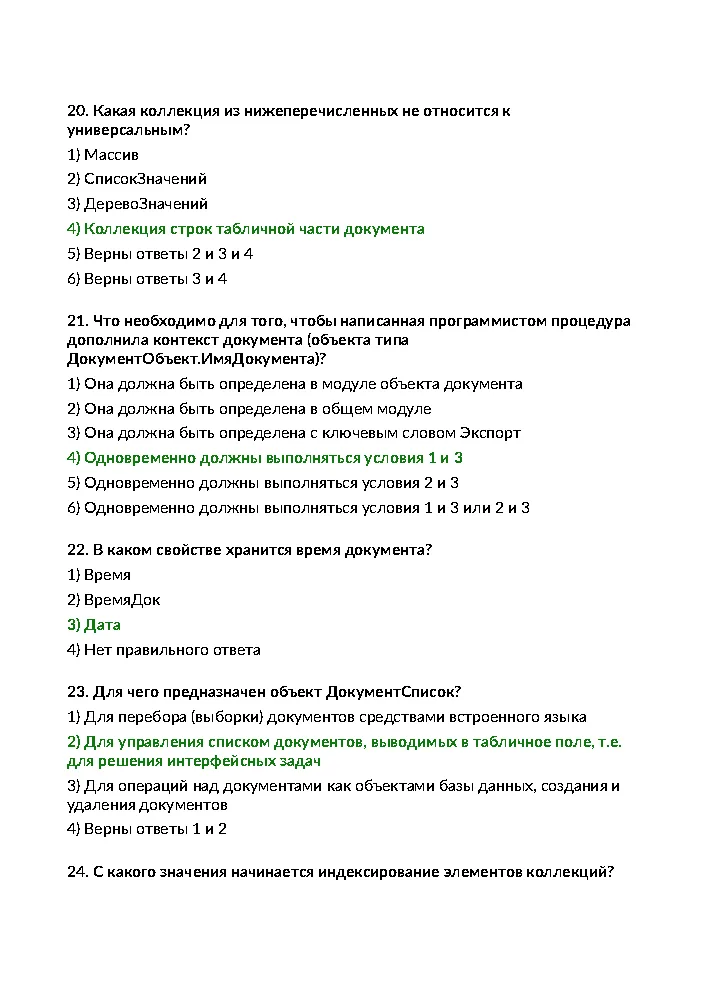 20. Какая коллекция из нижеперечисленных не относится к
универсальным?
1) Массив
2) СписокЗначений
3) ДеревоЗначений
4) Коллекция строк табличной части документа
5) Верны ответы 2 и 3 и 4
6) Верны ответы 3 и 4
21. Что необходимо для того, чтобы написанная программистом процедура
дополнила контекст документа (объекта типа
ДокументОбъект.ИмяДокумента)?
1) Она должна быть определена в модуле объекта документа
2) Она должна быть определена в общем модуле
3) Она должна быть определена с ключевым словом Экспорт
4) Одновременно должны выполняться условия 1 и 3
5) Одновременно должны выполняться условия 2 и 3
6) Одновременно должны выполняться условия 1 и 3 или 2 и 3
22. В каком свойстве хранится время документа?
1) Время
2) ВремяДок
3) Дата
4) Нет правильного ответа
23. Для чего предназначен объект ДокументСписок?
1) Для перебора (выборки) документов средствами встроенного языка
2) Для управления списком документов, выводимых в табличное поле, т.е.
для решения интерфейсных задач
3) Для операций над документами как объектами базы данных, создания и
удаления документов
4) Верны ответы 1 и 2
24. С какого значения начинается индексирование элементов коллекций?